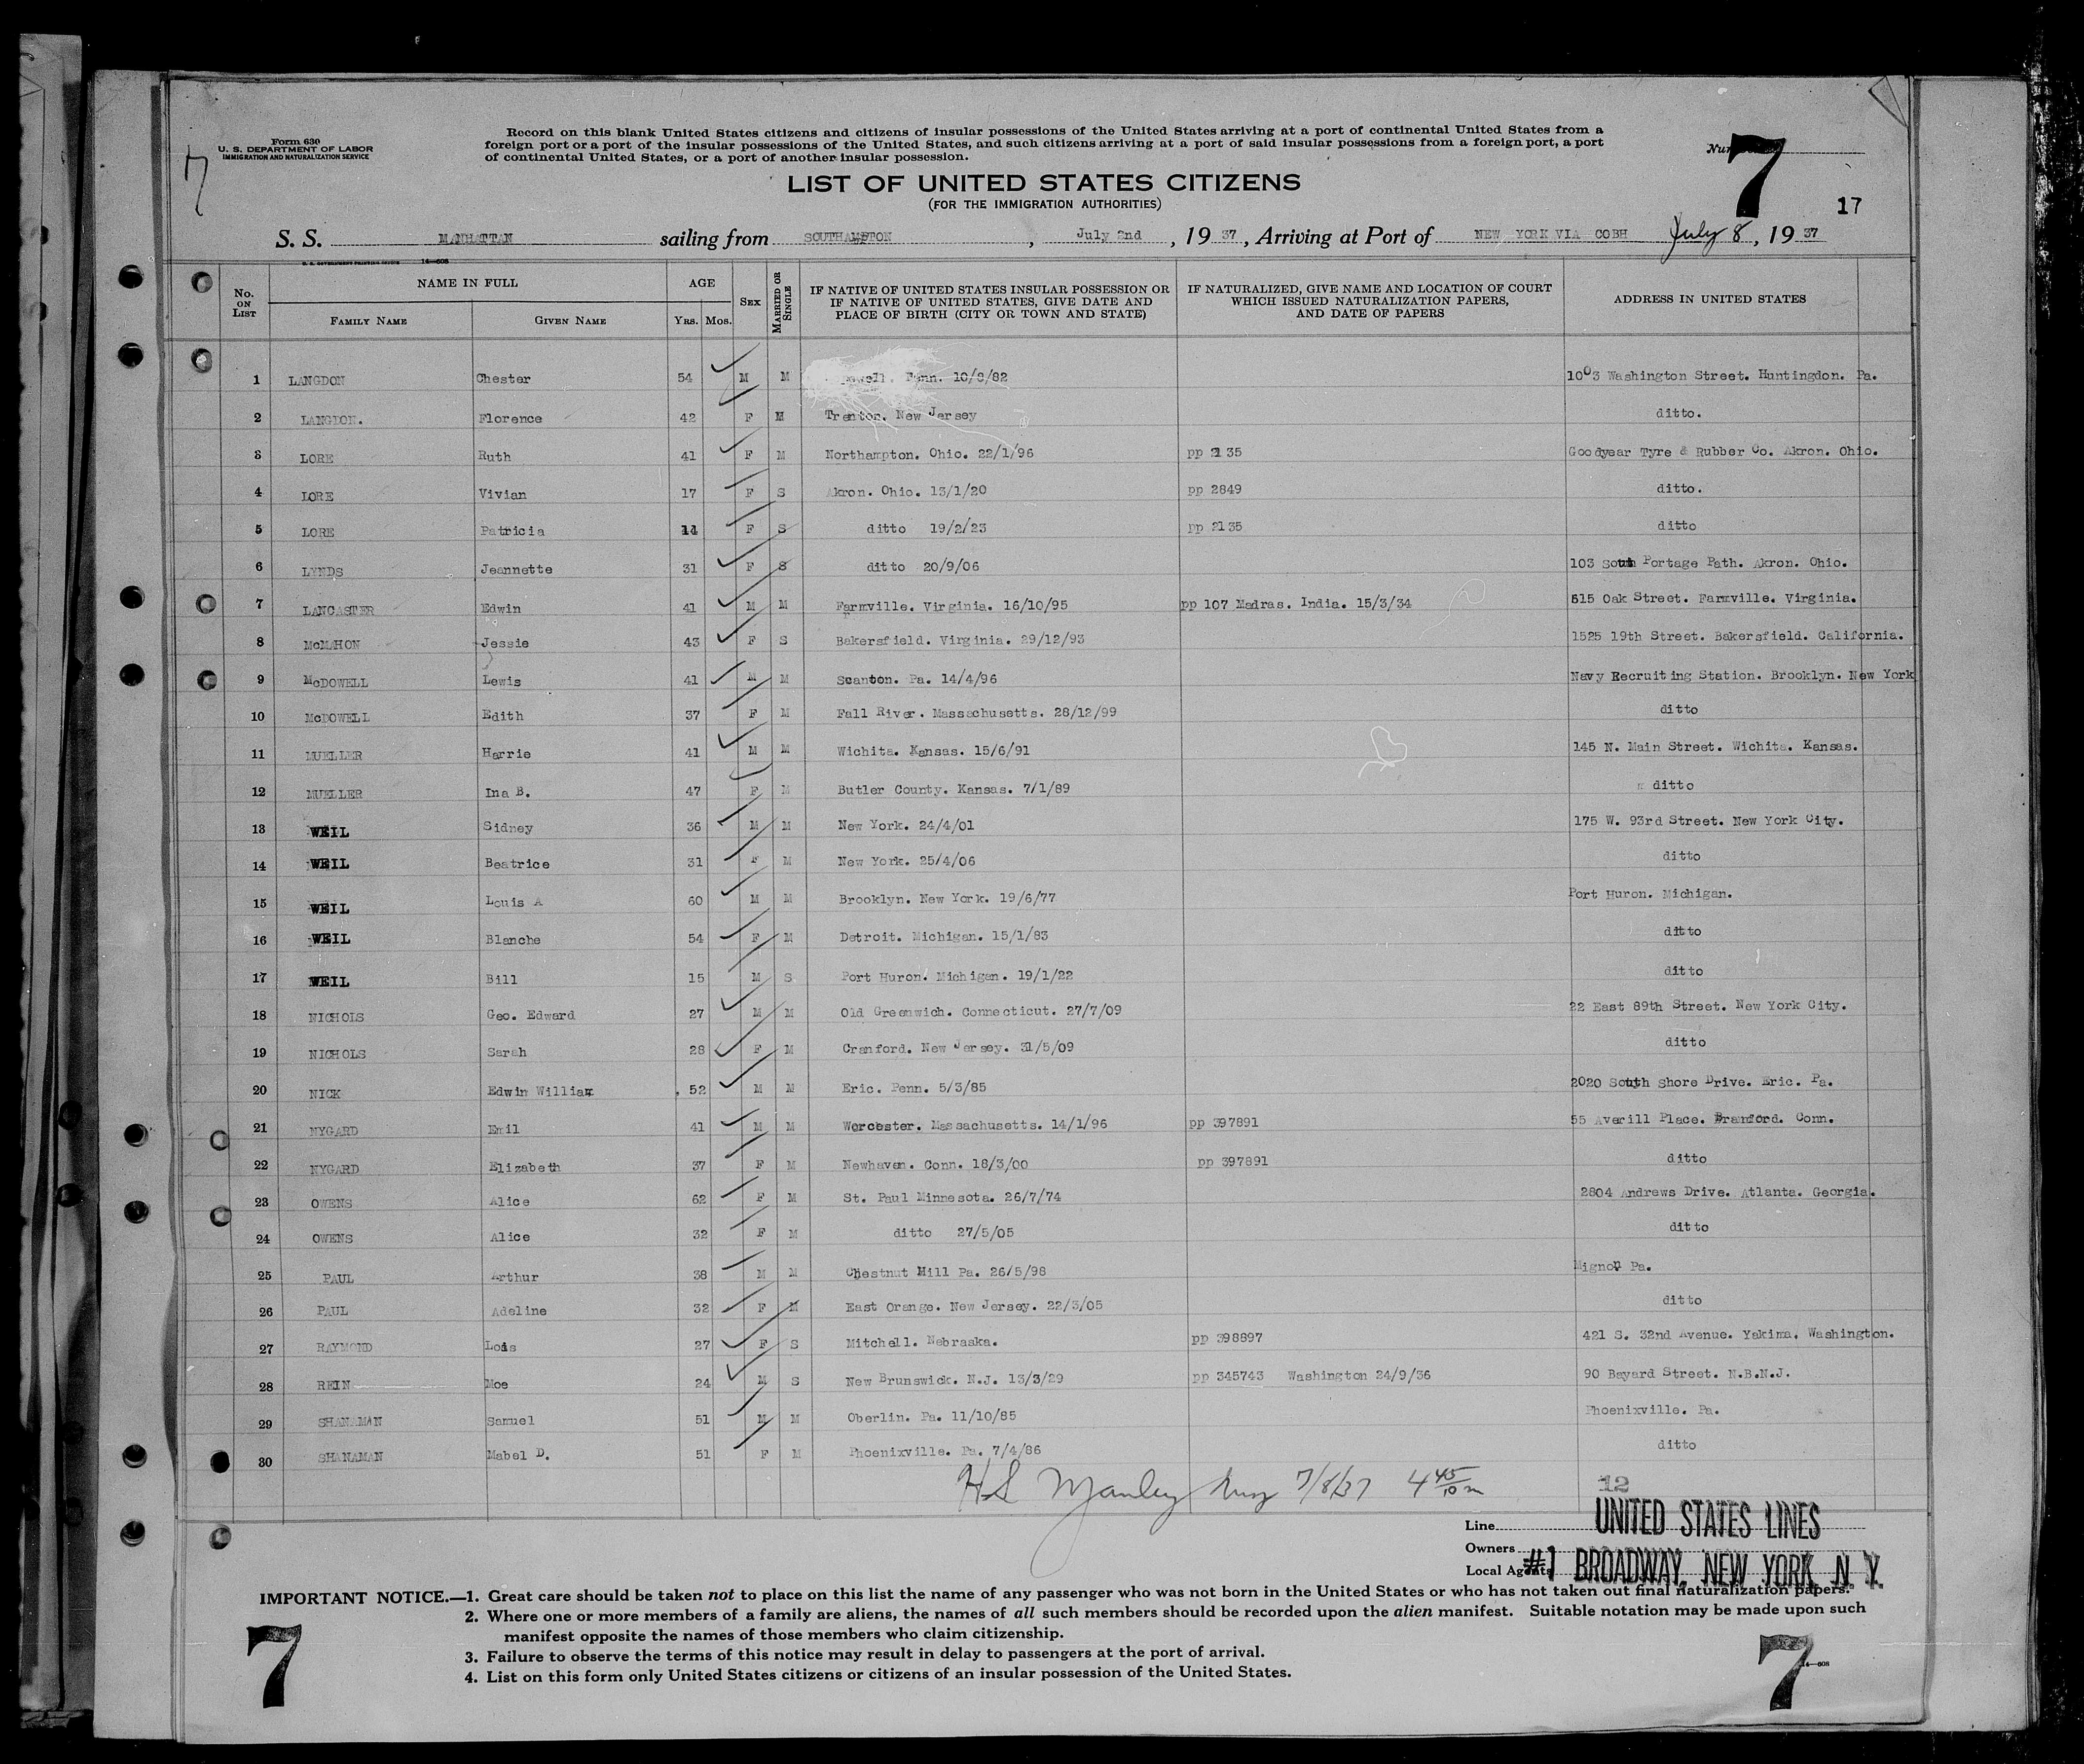 Form 630
U. S. DEPARTMENT OF LABOR
IMMIGRATION AND NATURALIZATION SERVICE
Record on this blank United States citizens and citizens of insular possessions of the United States arriving at a port of continental United States from a
foreign port or a port of the insular possessions of the United States, and such citizens arriving at a port of said insular possessions from a foreign port, a port
of continental United States, or a port of another insular possession.
7
7
17
LIST OF UNITED STATES CITIZENS
(FOR THE IMMIGRATION AUTHORITIES)
S. S. MANHATTAN sailing from SOUTHAMPTON, July 2nd, 1937, Arriving at Port of NEW YORK VIA COBH July 8, 1937
U. S. GOVERNMENT PRINTING OFFICE 14—608
No. ON LIST NAME IN FULL FAMILY NAME GIVEN NAME AGE YRS. MOS. SEX MARRIED OR SINGLE IF NATIVE OF UNITED STATES INSULAR POSSESSION OR IF NATIVE OF UNITED STATES, GIVE DATE AND PLACE OF BIRTH (CITY OR TOWN AND STATE) IF NATURALIZED, GIVE NAME AND LOCATION OF COURT WHICH ISSUED NATURALIZATION PAPERS, AND DATE OF PAPERS ADDRESS IN UNITED STATES
1 LANGDON Chester 54 M M Penn. 10/8/82 1003 Washington Street. Huntingdon. Pa.
2 LANGDON. Florence 42 F M Trenton. New Jersey ditto.
3 LORE Ruth 41 F M Northampton. Ohio. 22/1/96 pp 2135 Goodyear Tyre & Rubber Co. Akron. Ohio.
4 LORE Vivian 17 F S Akron. Ohio. 13/1/20 pp 2849 ditto.
5 LORE Patricia 14 F S ditto 19/2/23 pp 2135 ditto
6 LYNDS Jeannette 31 F S ditto 20/9/06 103 South Portage Path. Akron. Ohio.
7 LANCASTER Edwin 41 M M Farmville. Virginia. 16/10/95 pp 107 Madras. India. 15/3/34 515 Oak Street. Farmville. Virginia.
8 McMAHON Jessie 43 F S Bakersfield. Virginia. 29/12/93 1525 19th Street. Bakersfield. California.
9 McDOWELL Lewis 41 M M Scanton. Pa. 14/4/96 Navy Recruiting Station. Brooklyn. New York
10 McDOWELL Edith 37 F M Fall River. Massachusetts. 28/12/99 ditto
11 MUELLER Harrie 41 M M Wichita. Kansas. 15/6/91 145 N. Main Street. Wichita. Kansas.
12 MUELLER Ina B. 47 F M Butler County. Kansas. 7/1/89 ditto
13 WEIL Sidney 36 M M New York. 24/4/01 175 W. 93rd Street. New York City.
14 WEIL Beatrice 31 F M New York. 25/4/06 ditto
15 WEIL Louis A 60 M M Brooklyn. New York. 19/6/77 Port Huron. Michigan.
16 WEIL Blanche 54 F M Detroit. Michigan. 15/1/83 ditto
17 WEIL Bill 15 M S Port Huron. Michigan. 19/1/22 ditto
18 NICHOLS Geo. Edward 27 M M Old Greenwich. Connecticut. 27/7/09 22 East 89th Street. New York City.
19 NICHOLS Sarah 28 F M Cranford. New Jersey. 31/5/09 ditto
20 NICK Edwin William 52 M M Eric. Penn. 5/3/85 2020 South Shore Drive. Eric. Pa.
21 NYGARD Emil 41 M M Worcester. Massachusetts. 14/1/96 pp 397891 55 Averill Place. Branford. Conn.
22 NYGARD Elizabeth 37 F M Newhaven. Conn. 18/3/00 pp 397891 ditto
23 OWENS Alice 62 F M St. Paul Minnesota. 26/7/74 2804 Andrews Drive. Atlanta. Georgia.
24 OWENS Alice 32 F M ditto 27/5/05 ditto
25 PAUL Arthur 38 M M Chestnut Hill Pa. 26/5/98 Mignon Pa.
26 PAUL Adeline 32 F M East Orange. New Jersey. 22/3/05 ditto
27 RAYMOND Lois 27 F S Mitchell. Nebraska. pp 398897 421 S. 32nd Avenue. Yakima. Washington.
28 REIN Moe 24 M S New Brunswick. N.J. 13/3/29 pp 345743 Washington 24/9/36 90 Bayard Street. N.B.N.J.
29 SHANAMAN Samuel 51 M M Oberlin. Pa. 11/10/85 Phoenixville. Pa.
30 SHANAMAN Mabel D. 51 F M Phoenixville. Pa. 7/4/86 ditto
HS Manley 7/8/37 4 45 pm
12
Line UNITED STATES LINES
Owners
Local Agents #1 BROADWAY, NEW YORK, N. Y.
IMPORTANT NOTICE.—1. Great care should be taken not to place on this list the name of any passenger who was not born in the United States or who has not taken out final naturalization papers.
2. Where one or more members of a family are aliens, the names of all such members should be recorded upon the alien manifest. Suitable notation may be made upon such
manifest opposite the names of those members who claim citizenship.
3. Failure to observe the terms of this notice may result in delay to passengers at the port of arrival.
4. List on this form only United States citizens or citizens of an insular possession of the United States.
7
7
14—608